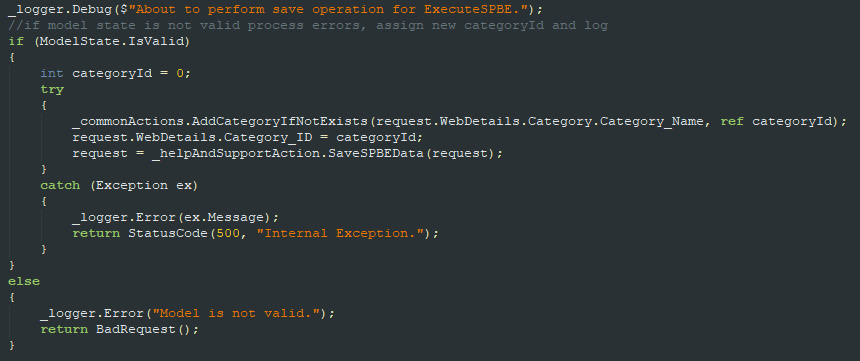 _logger.Debug($"About to perform save operation for ExecuteSPBE.");
//if model state is not valid process errors, assign new categoryId and log
if (ModelState.IsValid)
{
    int categoryId = 0;
    try
    {
        _commonActions.AddCategoryIfNotExists(request.WebDetails.Category.Category_Name, ref categoryId);
        request.WebDetails.Category_ID = categoryId;
        request = _helpAndSupportAction.SaveSPBEData(request);
    }
    catch (Exception ex)
    {
        _logger.Error(ex.Message);
        return StatusCode(500, "Internal Exception.");
    }
}
else
{
    _logger.Error("Model is not valid.");
    return BadRequest();
}